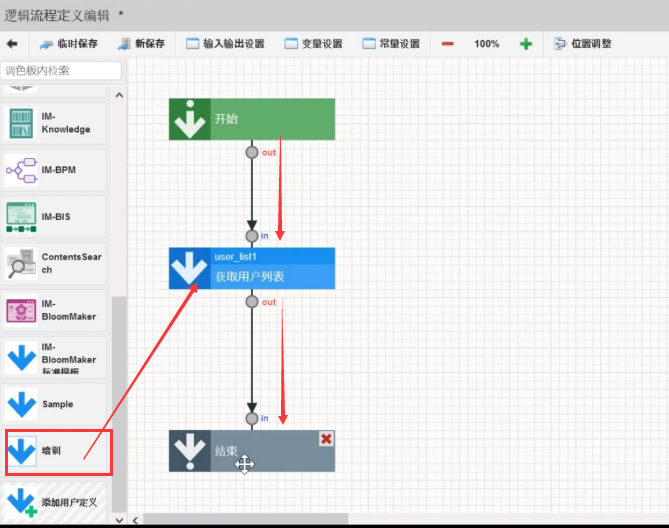 逻辑流程定义编辑 *
临时保存 新保存 输入输出设置 变量设置 常量设置 100% 位置调整
调色板内检索
IM-
Knowledge
IM-BPM
IM-BIS
ContentsSear
ch
IM-
BloomMaker
IM-
BloomMaker
标准模板
Sample
培训
添加用户定义
开始
out
in
user_list1
获取用户列表
out
in
结束